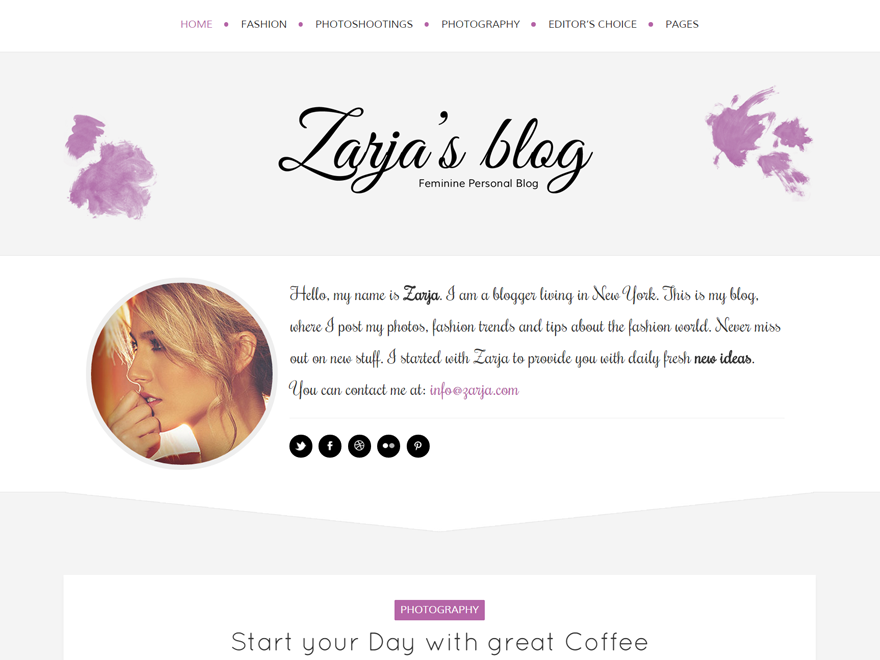 HOME • FASHION • PHOTOSHOOTINGS • PHOTOGRAPHY • EDITOR'S CHOICE • PAGES
Zarja's blog
Feminine Personal Blog
Hello, my name is Zarja. I am a blogger living in New York. This is my blog,
where I post my photos, fashion trends and tips about the fashion world. Never miss
out on new stuff. I started with Zarja to provide you with daily fresh new ideas.
You can contact me at: info@zarja.com
PHOTOGRAPHY
Start your Day with great Coffee